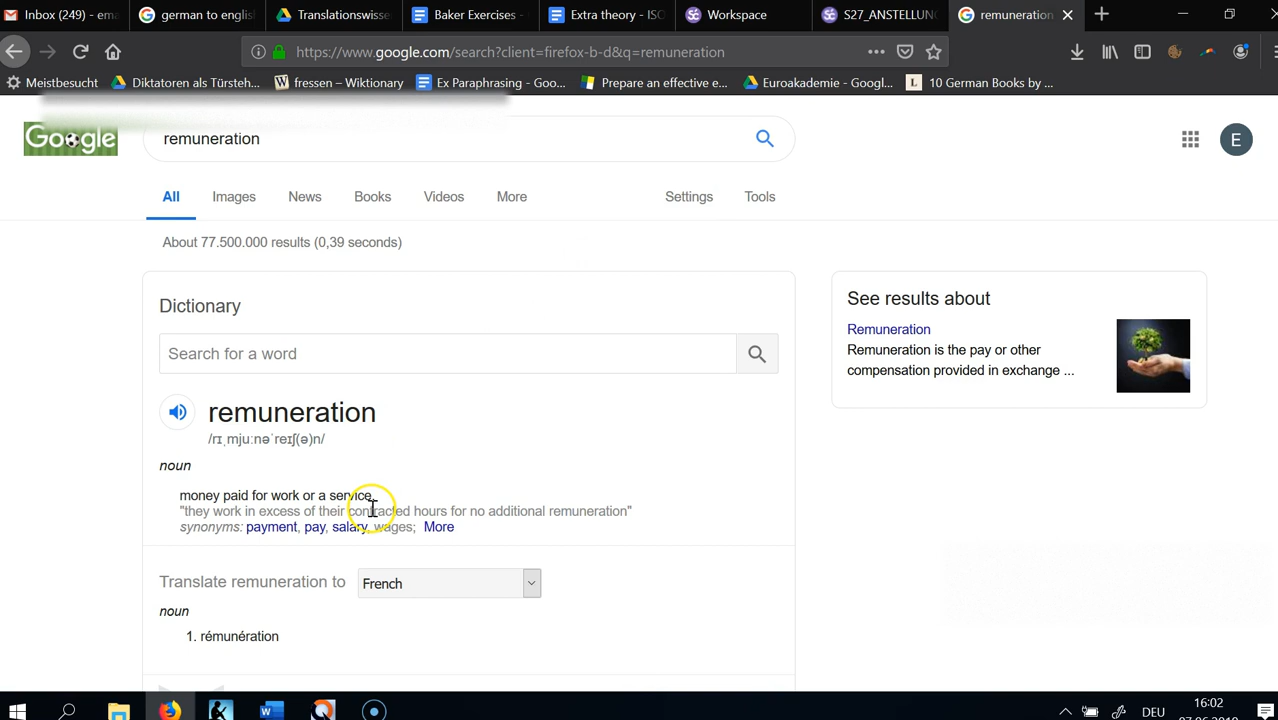 Inbox (249) - ema
german to english
Translationswisse
Baker Exercises -
Extra theory - ISO
Workspace
S27_ANSTELLUN
remuneration
https://www.google.com/search?client=firefox-b-d&q=remuneration
Meistbesucht
Diktatoren als Türsteh...
fressen – Wiktionary
Ex Paraphrasing - Goo...
Prepare an effective e...
Euroakademie - Googl...
10 German Books by ...
Google
remuneration
E
All
Images
News
Books
Videos
More
Settings
Tools
About 77.500.000 results (0,39 seconds)
Dictionary
Search for a word
remuneration
/rɪˌmjuːnəˈreɪʃ(ə)n/
noun
money paid for work or a service.
"they work in excess of their contracted hours for no additional remuneration"
synonyms: payment, pay, salary, wages; More
Translate remuneration to
French
noun
1. rémunération
See results about
Remuneration
Remuneration is the pay or other
compensation provided in exchange ...
DEU
16:02